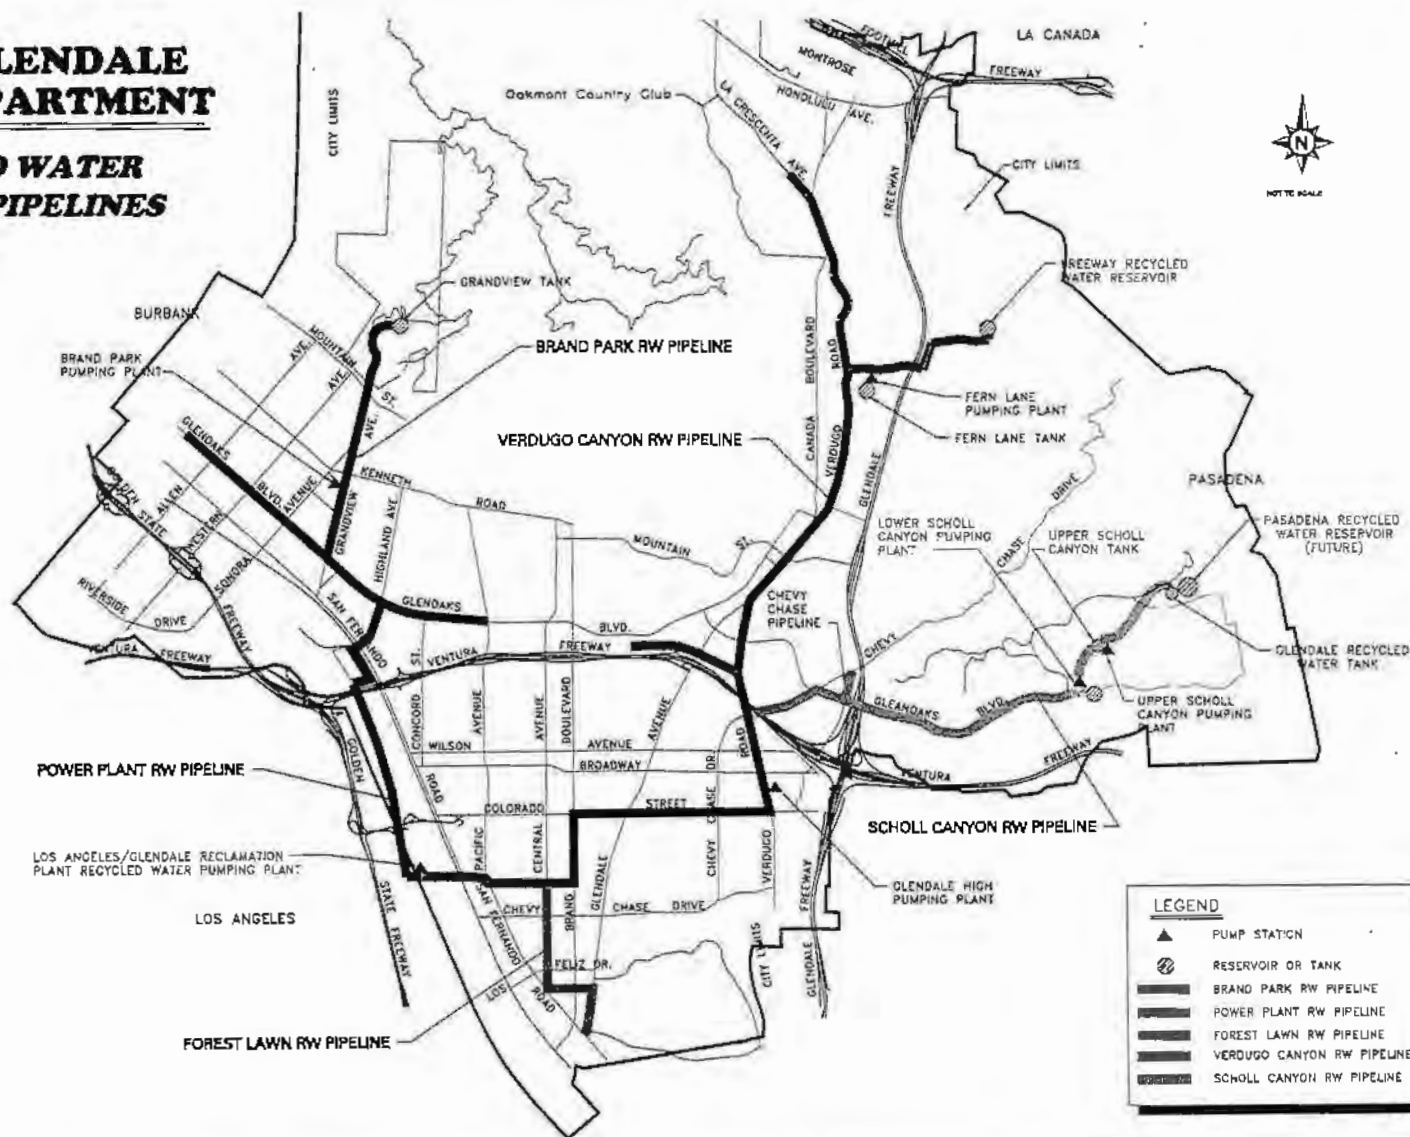 LENDALE
PARTMENT
D WATER
PIPELINES
CITY LIMITS
Oakmont Country Club
LA CRESCENTA AVE.
MONTROSE
HONOLULU AVE.
FOOTHILL
FREEWAY
LA CANADA
FREEWAY
CITY LIMITS
N
NOT TO SCALE
BURBANK
GRANDVIEW TANK
BRAND PARK RW PIPELINE
BRAND PARK
PUMPING PLANT
MOUNTAIN
ST.
AVE.
AVE.
AVE.
FREEWAY RECYCLED
WATER RESERVOIR
CANADA BOULEVARD
VERDUGO ROAD
FERN LANE
PUMPING PLANT
FERN LANE TANK
VERDUGO CANYON RW PIPELINE
GLENOAKS
BLVD.
GOLDEN
STATE
FREEWAY
ALLEN
WESTERN
SONORA
AVENUE
GRANDVIEW
HIGHLAND AVE
KENNETH
ROAD
MOUNTAIN
ST.
GLENDALE
LOWER SCHOLL
CANYON PUMPING
PLANT
UPPER SCHOLL
CANYON TANK
CHASE DRIVE
PASADENA
PASADENA RECYCLED
WATER RESERVOIR
(FUTURE)
RIVERSIDE
DRIVE
VENTURA
FREEWAY
SAN FERNANDO
GLENOAKS
BLVD.
CHEVY
CHASE
PIPELINE
CHEVY
GLENDALE RECYCLED
WATER TANK
CONCORD ST.
VENTURA
FREEWAY
PACIFIC
AVENUE
CENTRAL
AVENUE
BRAND
BOULEVARD
GLENDALE
AVENUE
GLEANOAKS
BLVD.
UPPER SCHOLL
CANYON PUMPING
PLANT
WILSON
AVENUE
BROADWAY
CHEVY CHASE DR.
ROAD
VENTURA
FREEWAY
POWER PLANT RW PIPELINE
GOLDEN
STATE
FREEWAY
ROAD
COLORADO
STREET
SCHOLL CANYON RW PIPELINE
LOS ANGELES/GLENDALE RECLAMATION
PLANT RECYCLED WATER PUMPING PLANT
LOS ANGELES
SAN FERNANDO
ROAD
CHEVY
CHASE
DRIVE
VERDUGO
GLENDALE
FREEWAY
GLENDALE HIGH
PUMPING PLANT
CITY LIMITS
LOS
FELIZ DR.
FOREST LAWN RW PIPELINE
LEGEND
PUMP STATION
RESERVOIR OR TANK
BRAND PARK RW PIPELINE
POWER PLANT RW PIPELINE
FOREST LAWN RW PIPELINE
VERDUGO CANYON RW PIPELINE
SCHOLL CANYON RW PIPELINE